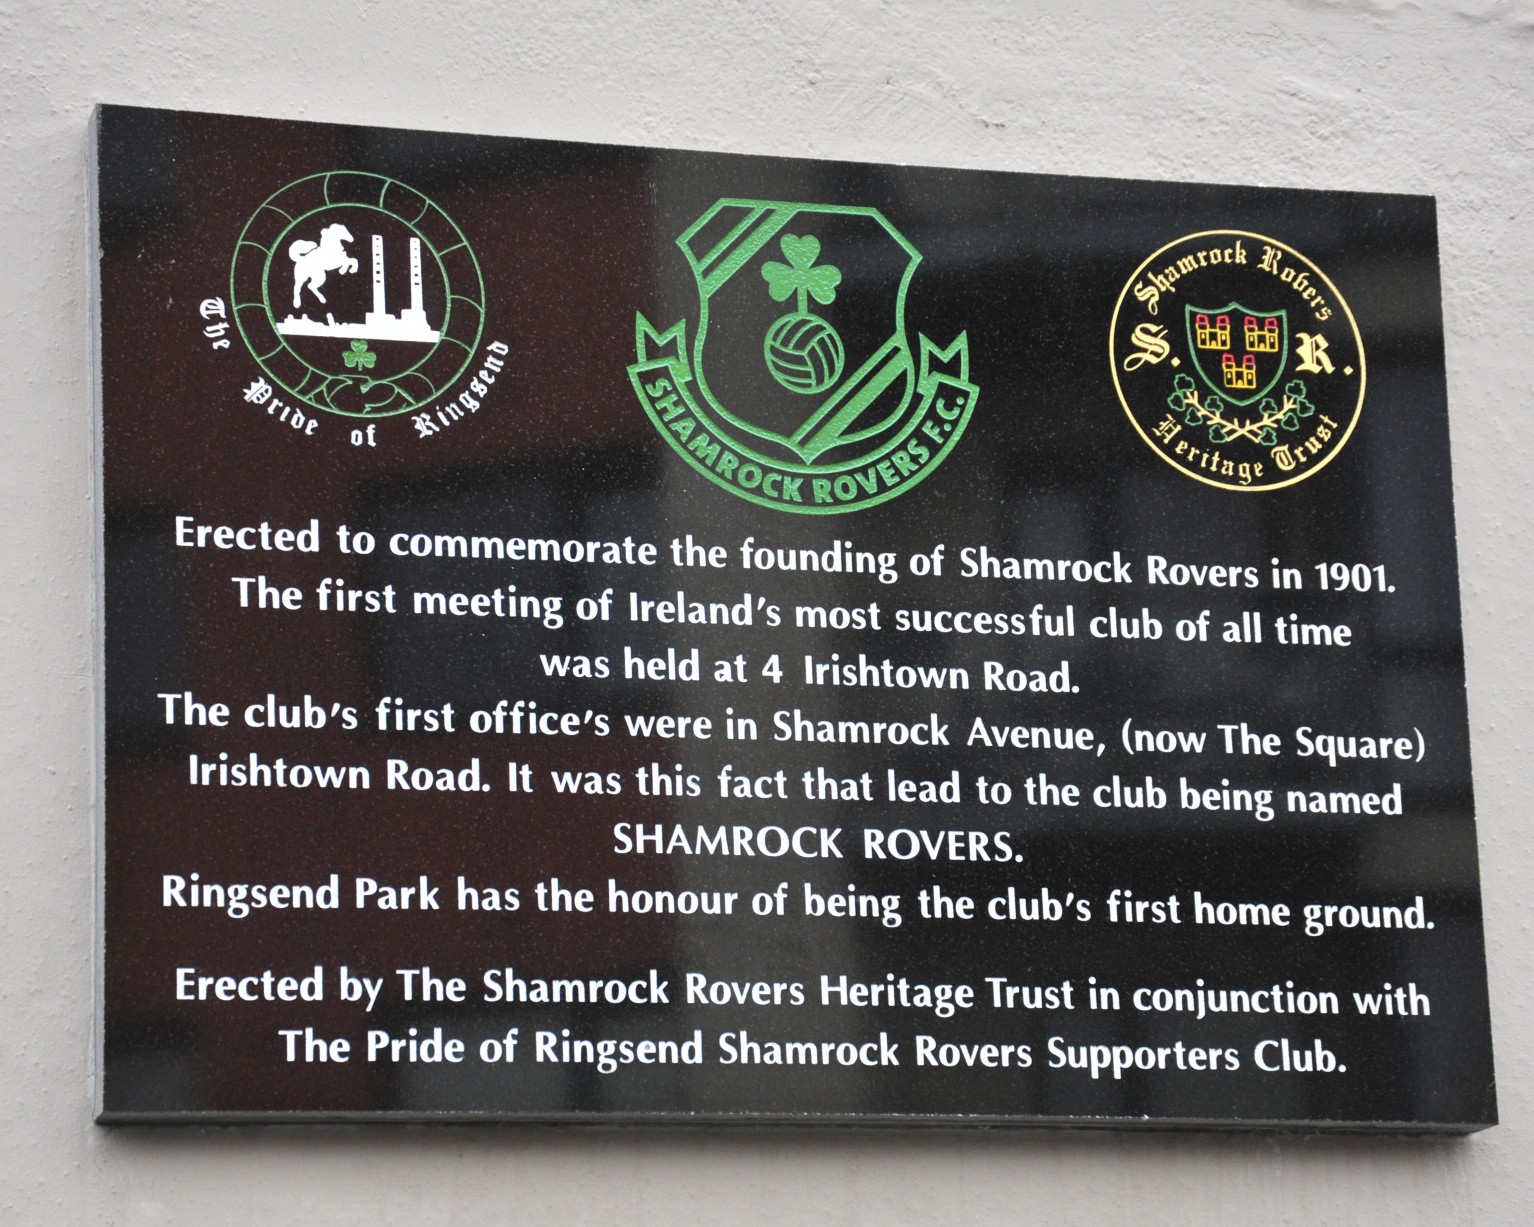 The Pride of Ringsend
SHAMROCK ROVERS F.C.
Shamrock Rovers
S. R.
Heritage Trust
Erected to commemorate the founding of Shamrock Rovers in 1901.
The first meeting of Ireland's most successful club of all time
was held at 4 Irishtown Road.
The club's first office's were in Shamrock Avenue, (now The Square)
Irishtown Road. It was this fact that lead to the club being named
SHAMROCK ROVERS.
Ringsend Park has the honour of being the club's first home ground.
Erected by The Shamrock Rovers Heritage Trust in conjunction with
The Pride of Ringsend Shamrock Rovers Supporters Club.